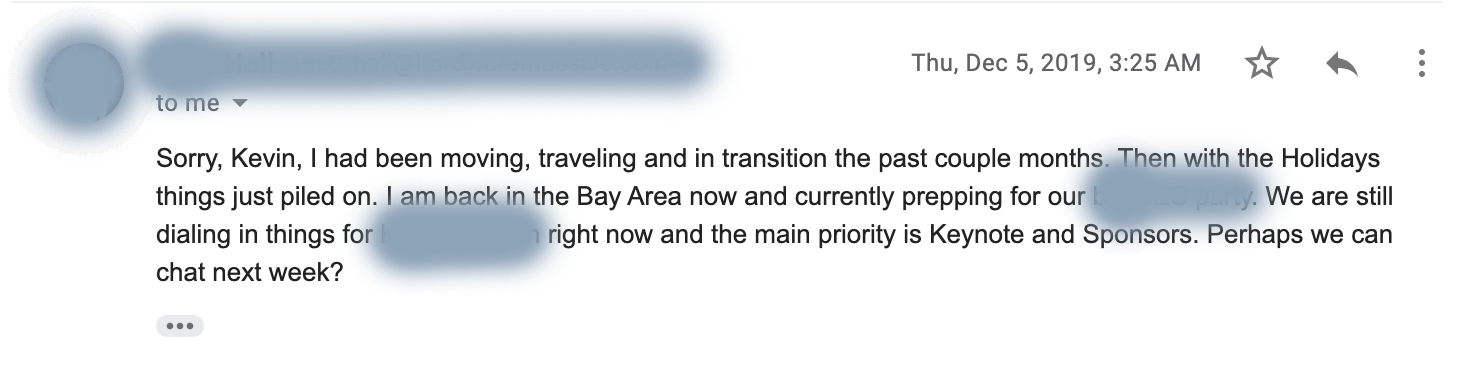 Thu, Dec 5, 2019, 3:25 AM
to me
Sorry, Kevin, I had been moving, traveling and in transition the past couple months. Then with the Holidays
things just piled on. I am back in the Bay Area now and currently prepping for our party. We are still
dialing in things for right now and the main priority is Keynote and Sponsors. Perhaps we can
chat next week?